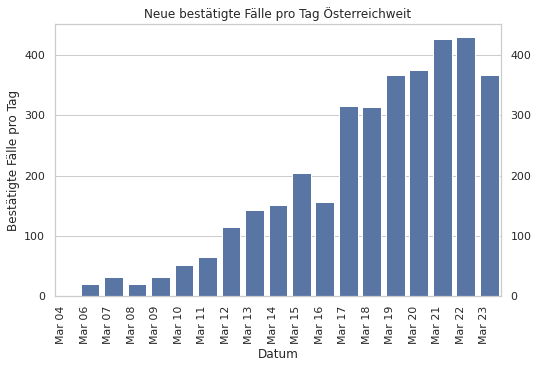 Neue bestätigte Fälle pro Tag Österreichweit
Bestätigte Fälle pro Tag
400
300
200
100
0
400
300
200
100
0
Mar 04
Mar 06
Mar 07
Mar 08
Mar 09
Mar 10
Mar 11
Mar 12
Mar 13
Mar 14
Mar 15
Mar 16
Mar 17
Mar 18
Mar 19
Mar 20
Mar 21
Mar 22
Mar 23
Datum